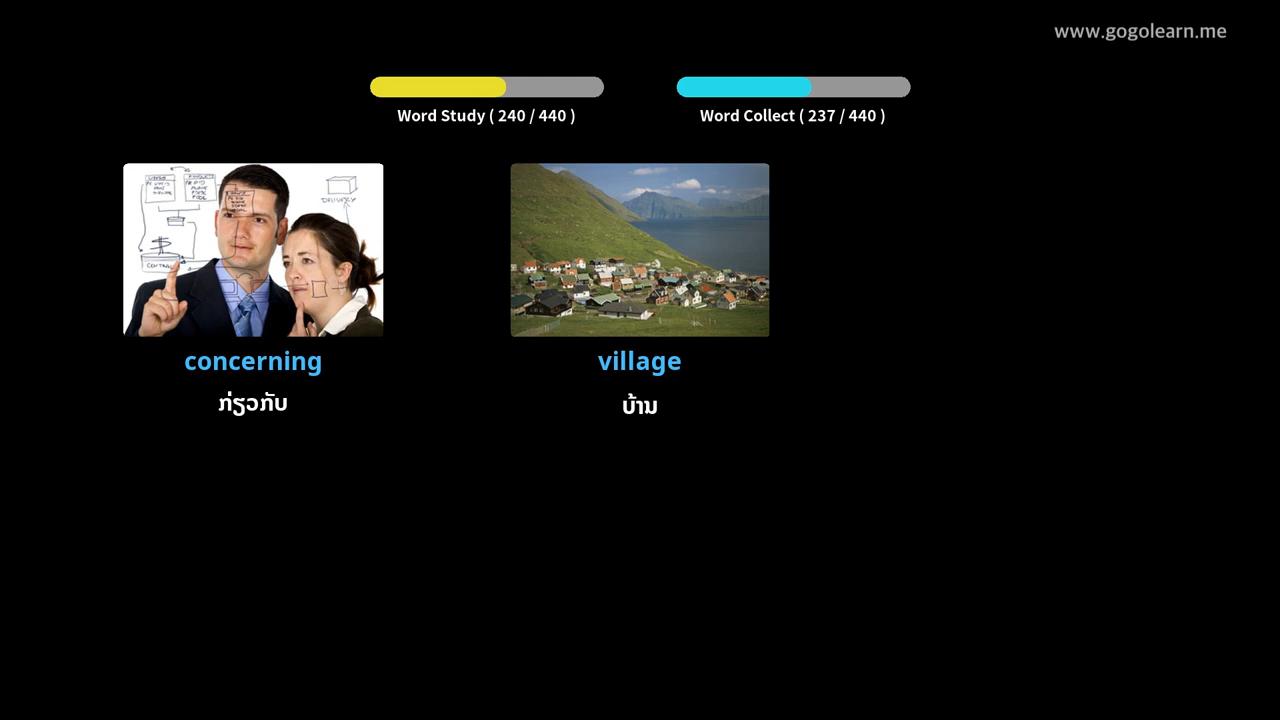 www.gogolearn.me
Word Study ( 240 / 440 )
Word Collect ( 237 / 440 )
DELIVERY
concerning
village
ກ່ຽວກັບ
ບ້ານ